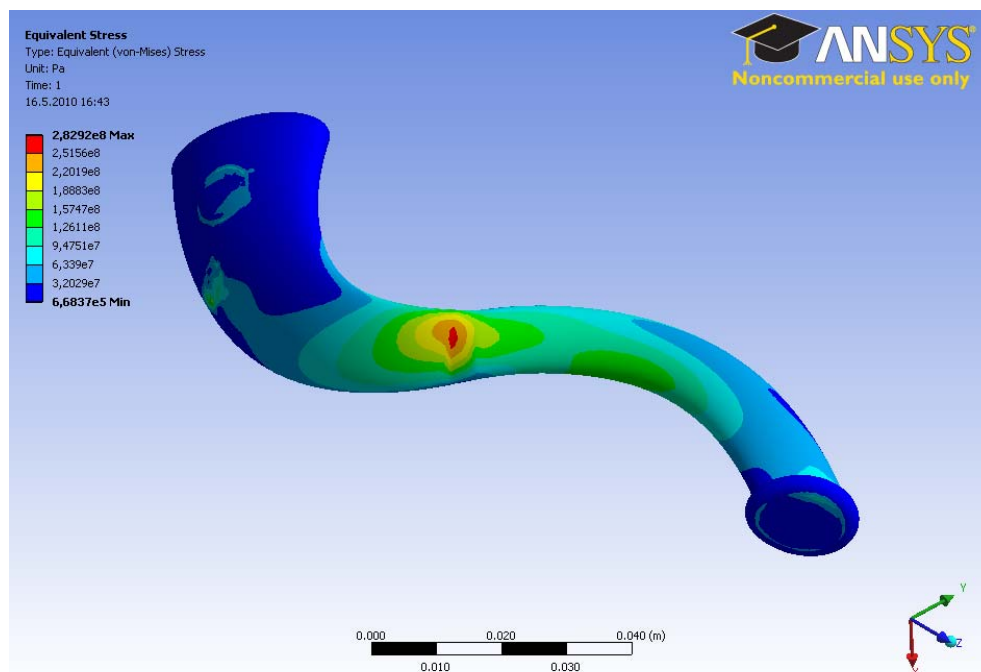 Equivalent Stress
Type: Equivalent (von-Mises) Stress
Unit: Pa
Time: 1
16.5.2010 16:43
2,8292e8 Max
2,5156e8
2,2019e8
1,8883e8
1,5747e8
1,2611e8
9,4751e7
6,339e7
3,2029e7
6,6837e5 Min
ANSYS®
Noncommercial use only
0.000 0.020 0.040 (m)
0.010 0.030
Y
Z
X